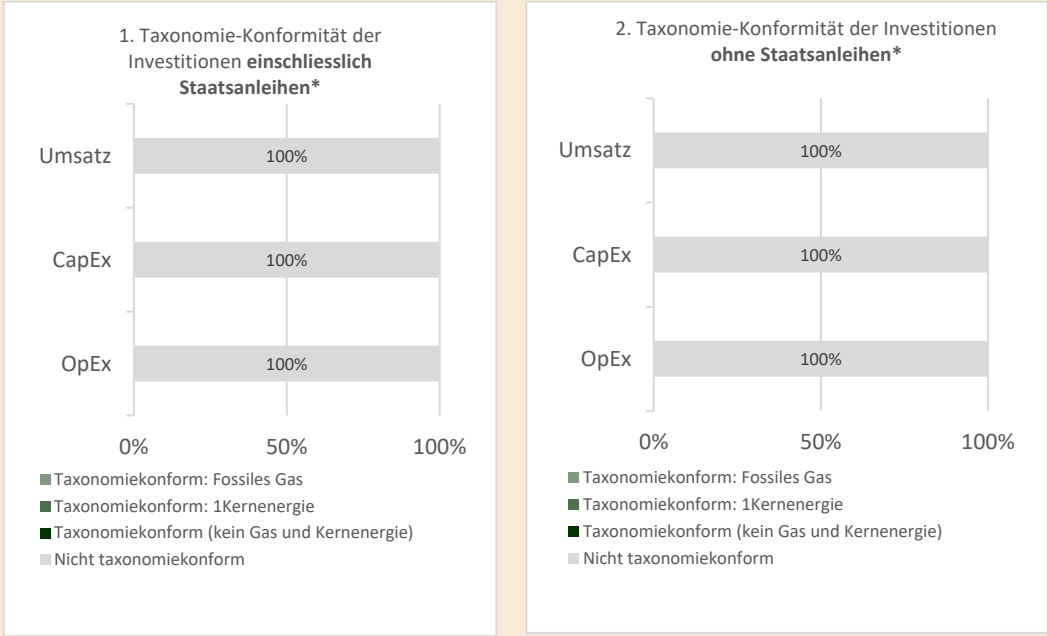 1. Taxonomie-Konformität der
Investitionen einschliesslich
Staatsanleihen*
Umsatz
100%
CapEx
100%
OpEx
100%
0% 50% 100%
Taxonomiekonform: Fossiles Gas
Taxonomiekonform: 1Kernenergie
Taxonomiekonform (kein Gas und Kernenergie)
Nicht taxonomiekonform
2. Taxonomie-Konformität der Investitionen
ohne Staatsanleihen*
Umsatz
100%
CapEx
100%
OpEx
100%
0% 50% 100%
Taxonomiekonform: Fossiles Gas
Taxonomiekonform: 1Kernenergie
Taxonomiekonform (kein Gas und Kernenergie)
Nicht taxonomiekonform